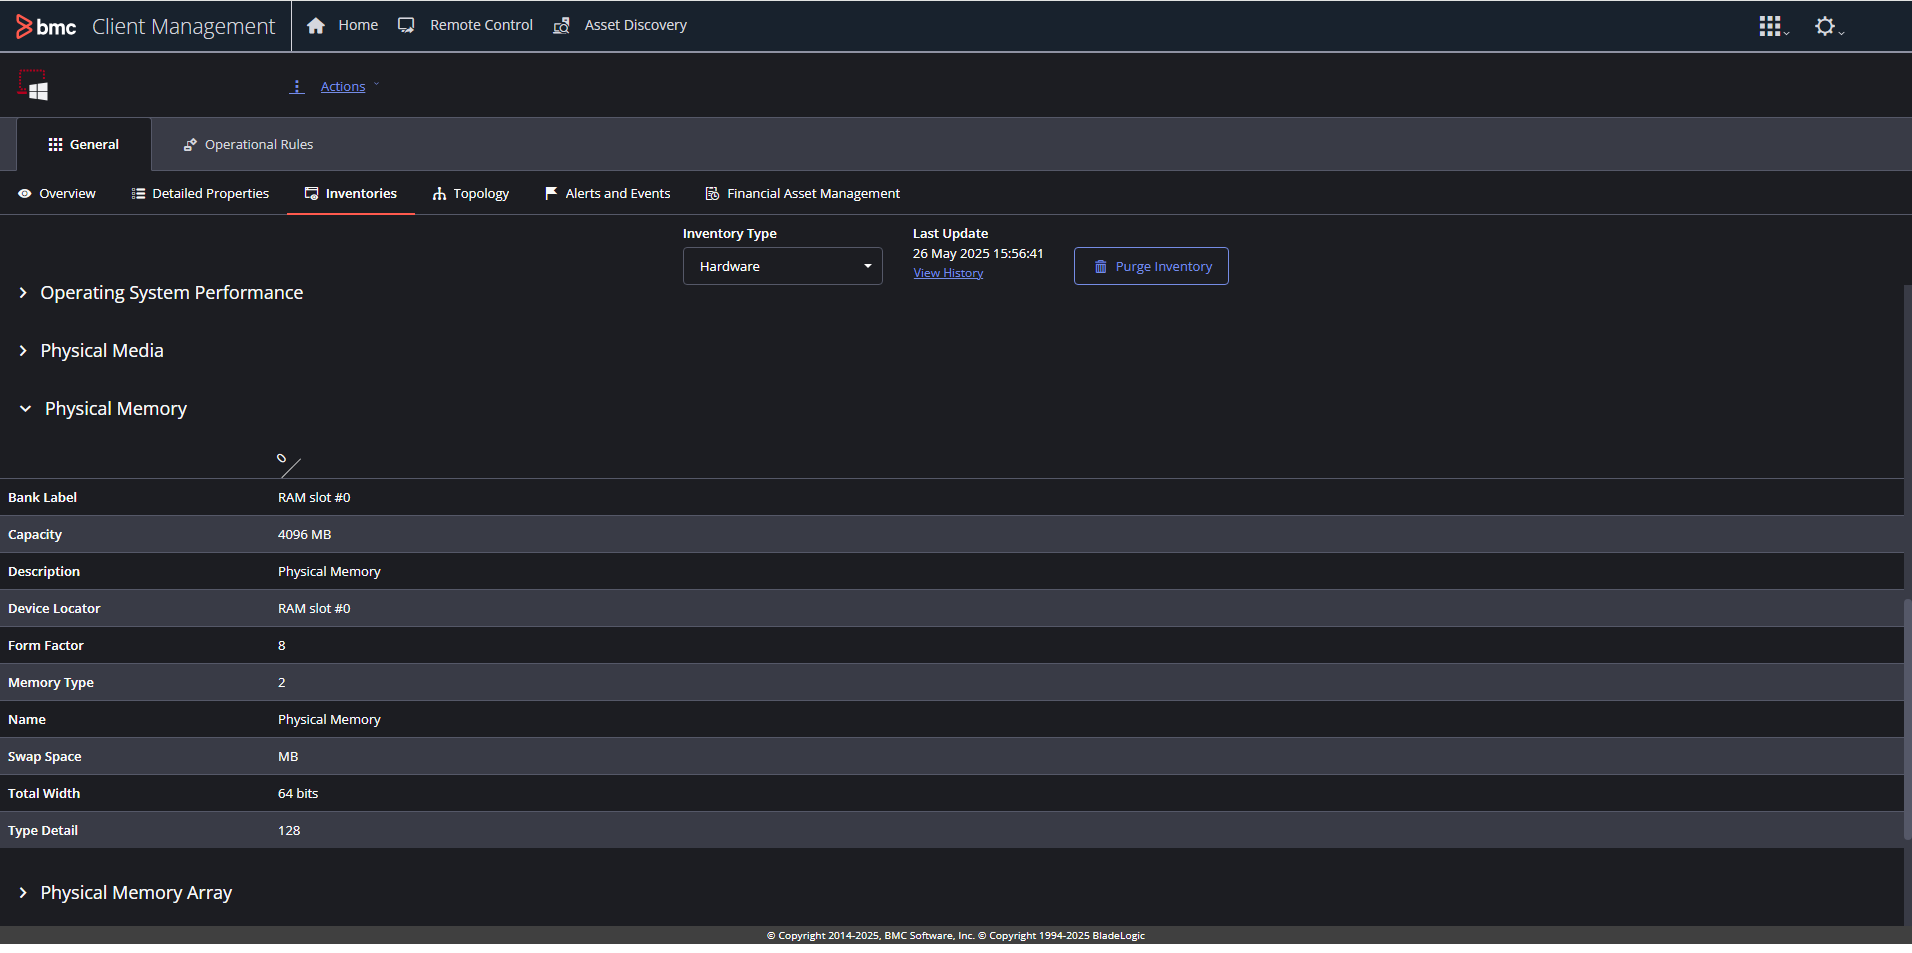 bmc Client Management Home Remote Control Asset Discovery
Actions
General Operational Rules
Overview Detailed Properties Inventories Topology Alerts and Events Financial Asset Management
Inventory Type Last Update
26 May 2025 15:56:41
Hardware Purge Inventory
View History
Operating System Performance
Physical Media
Physical Memory
0
Bank Label RAM slot #0
Capacity 4096 MB
Description Physical Memory
Device Locator RAM slot #0
Form Factor 8
Memory Type 2
Name Physical Memory
Swap Space MB
Total Width 64 bits
Type Detail 128
Physical Memory Array
© Copyright 2014-2025, BMC Software, Inc. © Copyright 1994-2025 BladeLogic